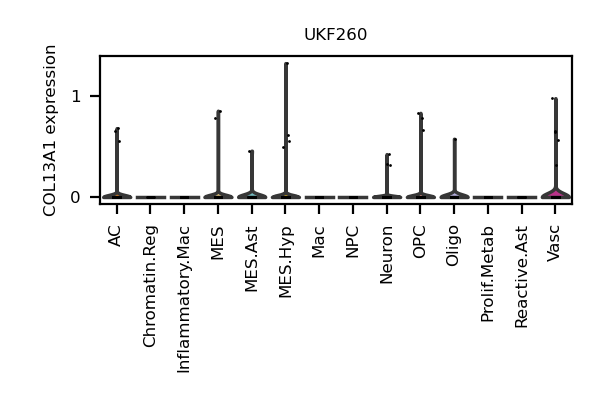 UKF260
COL13A1 expression
1
0
AC
Chromatin.Reg
Inflammatory.Mac
MES
MES.Ast
MES.Hyp
Mac
NPC
Neuron
OPC
Oligo
Prolif.Metab
Reactive.Ast
Vasc